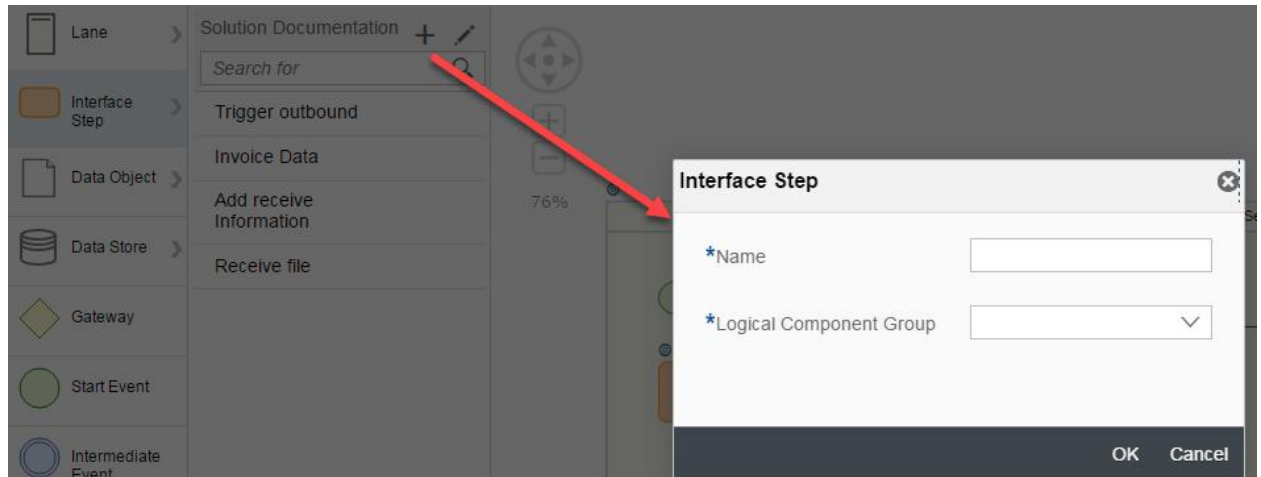 Lane
Interface
Step
Data Object
Data Store
Gateway
Start Event
Intermediate
Event
Solution Documentation
Search for
Trigger outbound
Invoice Data
Add receive
Information
Receive file
76%
Interface Step
*Name
*Logical Component Group
OK Cancel